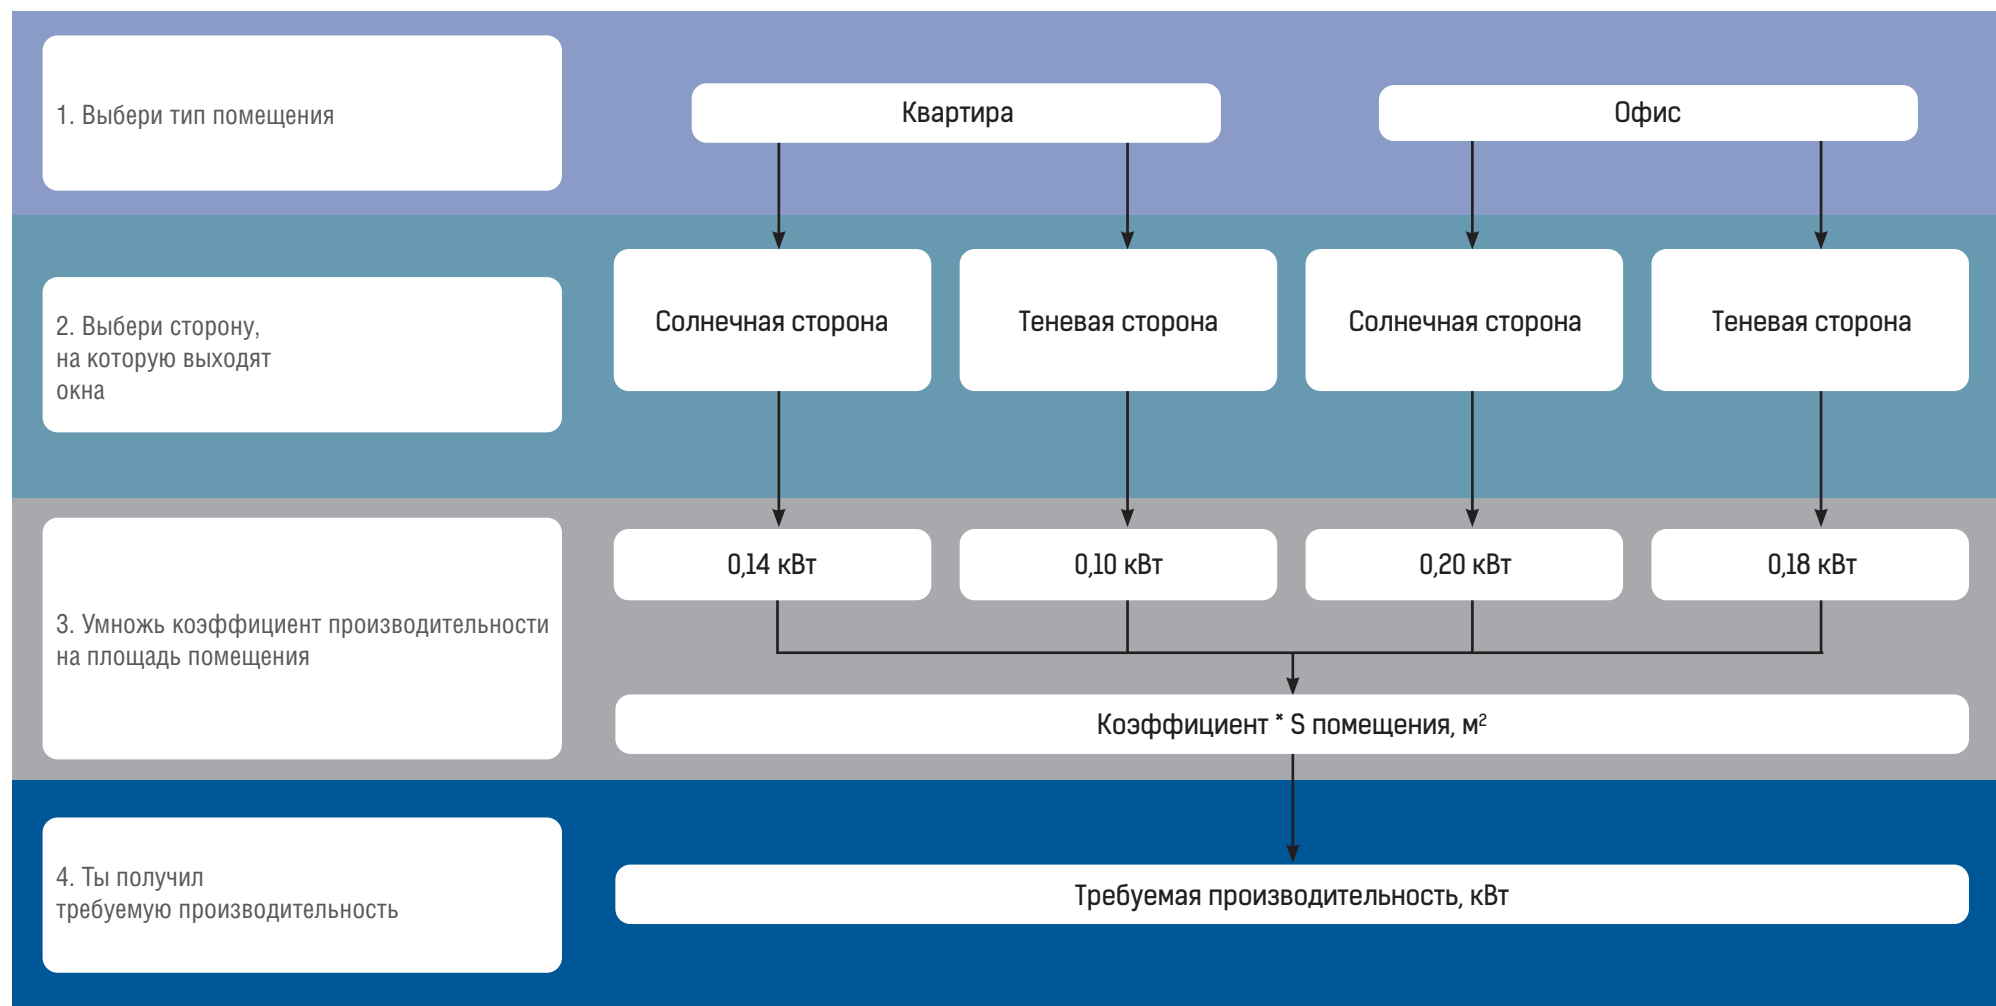 1. Выбери тип помещения
Квартира
Офис
2. Выбери сторону,
на которую выходят
окна
Солнечная сторона
Теневая сторона
Солнечная сторона
Теневая сторона
3. Умножь коэффициент производительности
на площадь помещения
0,14 кВт
0,10 кВт
0,20 кВт
0,18 кВт
Коэффициент * S помещения, м²
4. Ты получил
требуемую производительность
Требуемая производительность, кВт